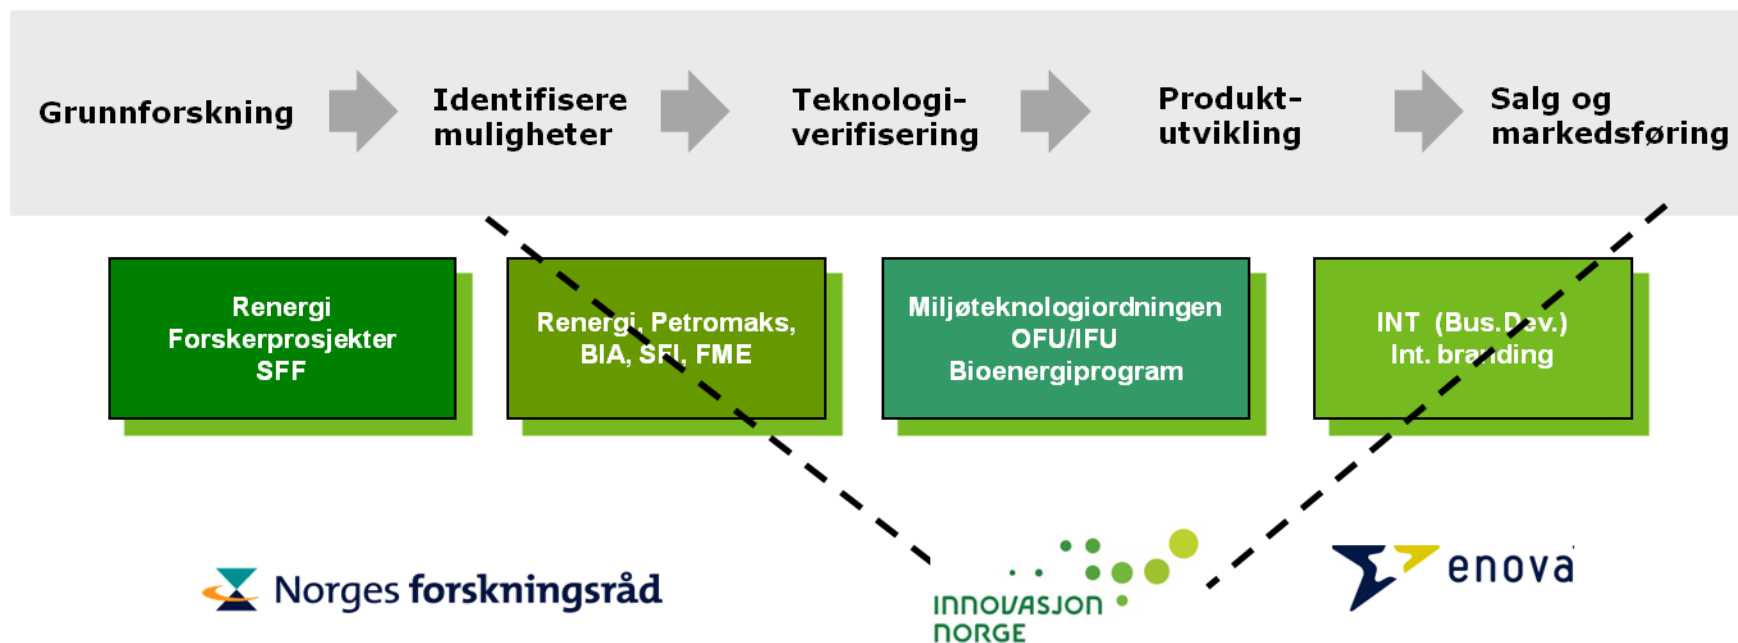 Grunnforskning
Identifisere
muligheter
Teknologi-
verifisering
Produkt-
utvikling
Salg og
markedsføring
Renergi
Forskerprosjekter
SFF
Renergi, Petromaks,
BIA, SFI, FME
Miljøteknologiordningen
OFU/IFU
Bioenergiprogram
INT (Bus.Dev.)
Int. branding
Norges forskningsråd
INNOVASJON
NORGE
enova